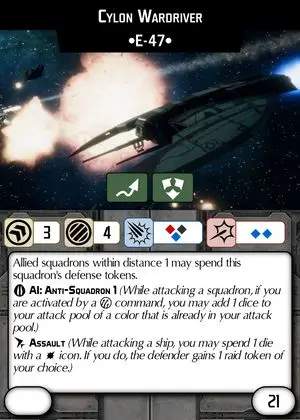 CYLON WARDRIVER
•E-47•
3
4
Allied squadrons within distance 1 may spend this
squadron's defense tokens.
AI: ANTI-SQUADRON 1 (While attacking a squadron, if you
are activated by a command, you may add 1 dice to
your attack pool of a color that is already in your attack
pool.)
ASSAULT (While attacking a ship, you may spend 1 die
with a icon. If you do, the defender gains 1 raid token of
your choice.)
21